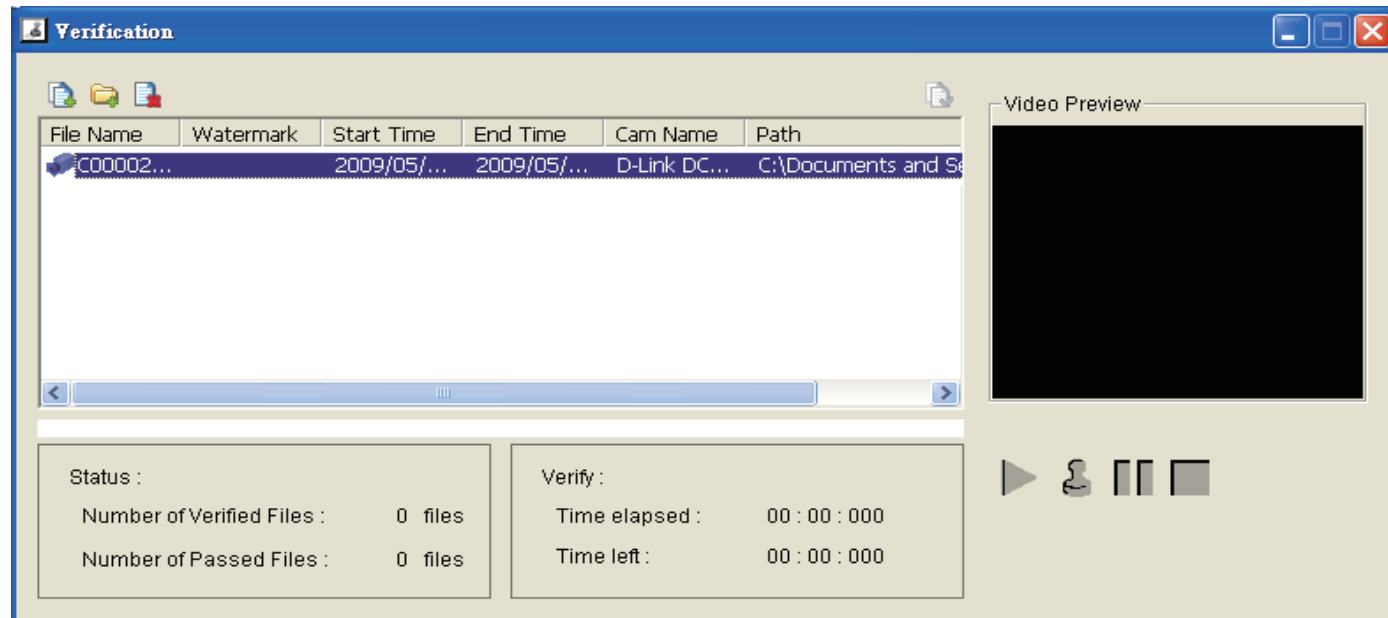 Verification
Video Preview
File Name Watermark Start Time End Time Cam Name Path
C00002... 2009/05/... 2009/05/... D-Link DC... C:\Documents and Se
Status :
Number of Verified Files : 0 files
Number of Passed Files : 0 files
Verify :
Time elapsed : 00 : 00 : 000
Time left : 00 : 00 : 000